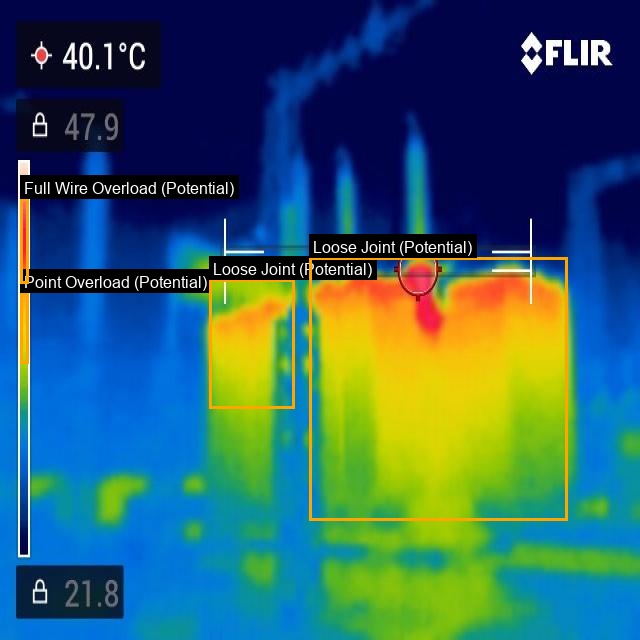 40.1°C
FLIR
47.9
Full Wire Overload (Potential)
Loose Joint (Potential)
Loose Joint (Potential)
Point Overload (Potential)
21.8